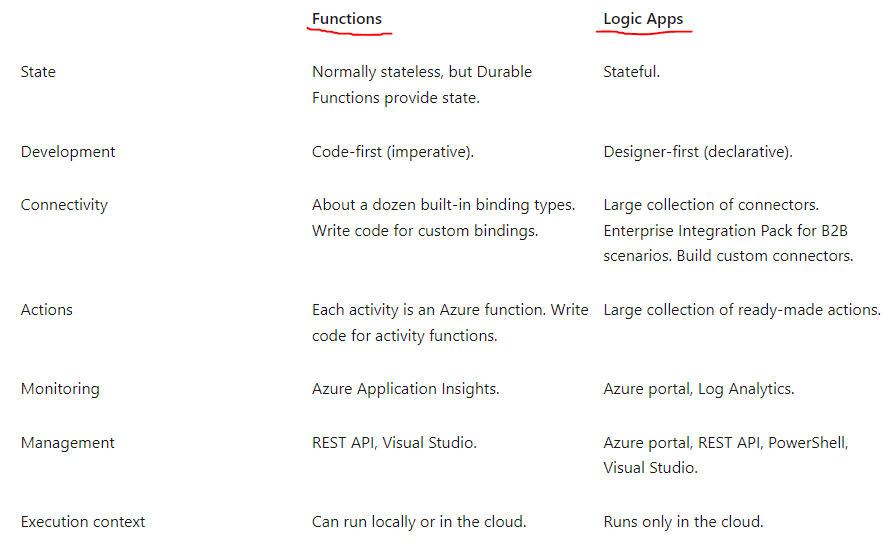 Functions Logic Apps
State Normally stateless, but Durable Stateful.
Functions provide state.
Development Code-first (imperative). Designer-first (declarative).
Connectivity About a dozen built-in binding types. Large collection of connectors.
Write code for custom bindings. Enterprise Integration Pack for B2B
scenarios. Build custom connectors.
Actions Each activity is an Azure function. Write Large collection of ready-made actions.
code for activity functions.
Monitoring Azure Application Insights. Azure portal, Log Analytics.
Management REST API, Visual Studio. Azure portal, REST API, PowerShell,
Visual Studio.
Execution context Can run locally or in the cloud. Runs only in the cloud.